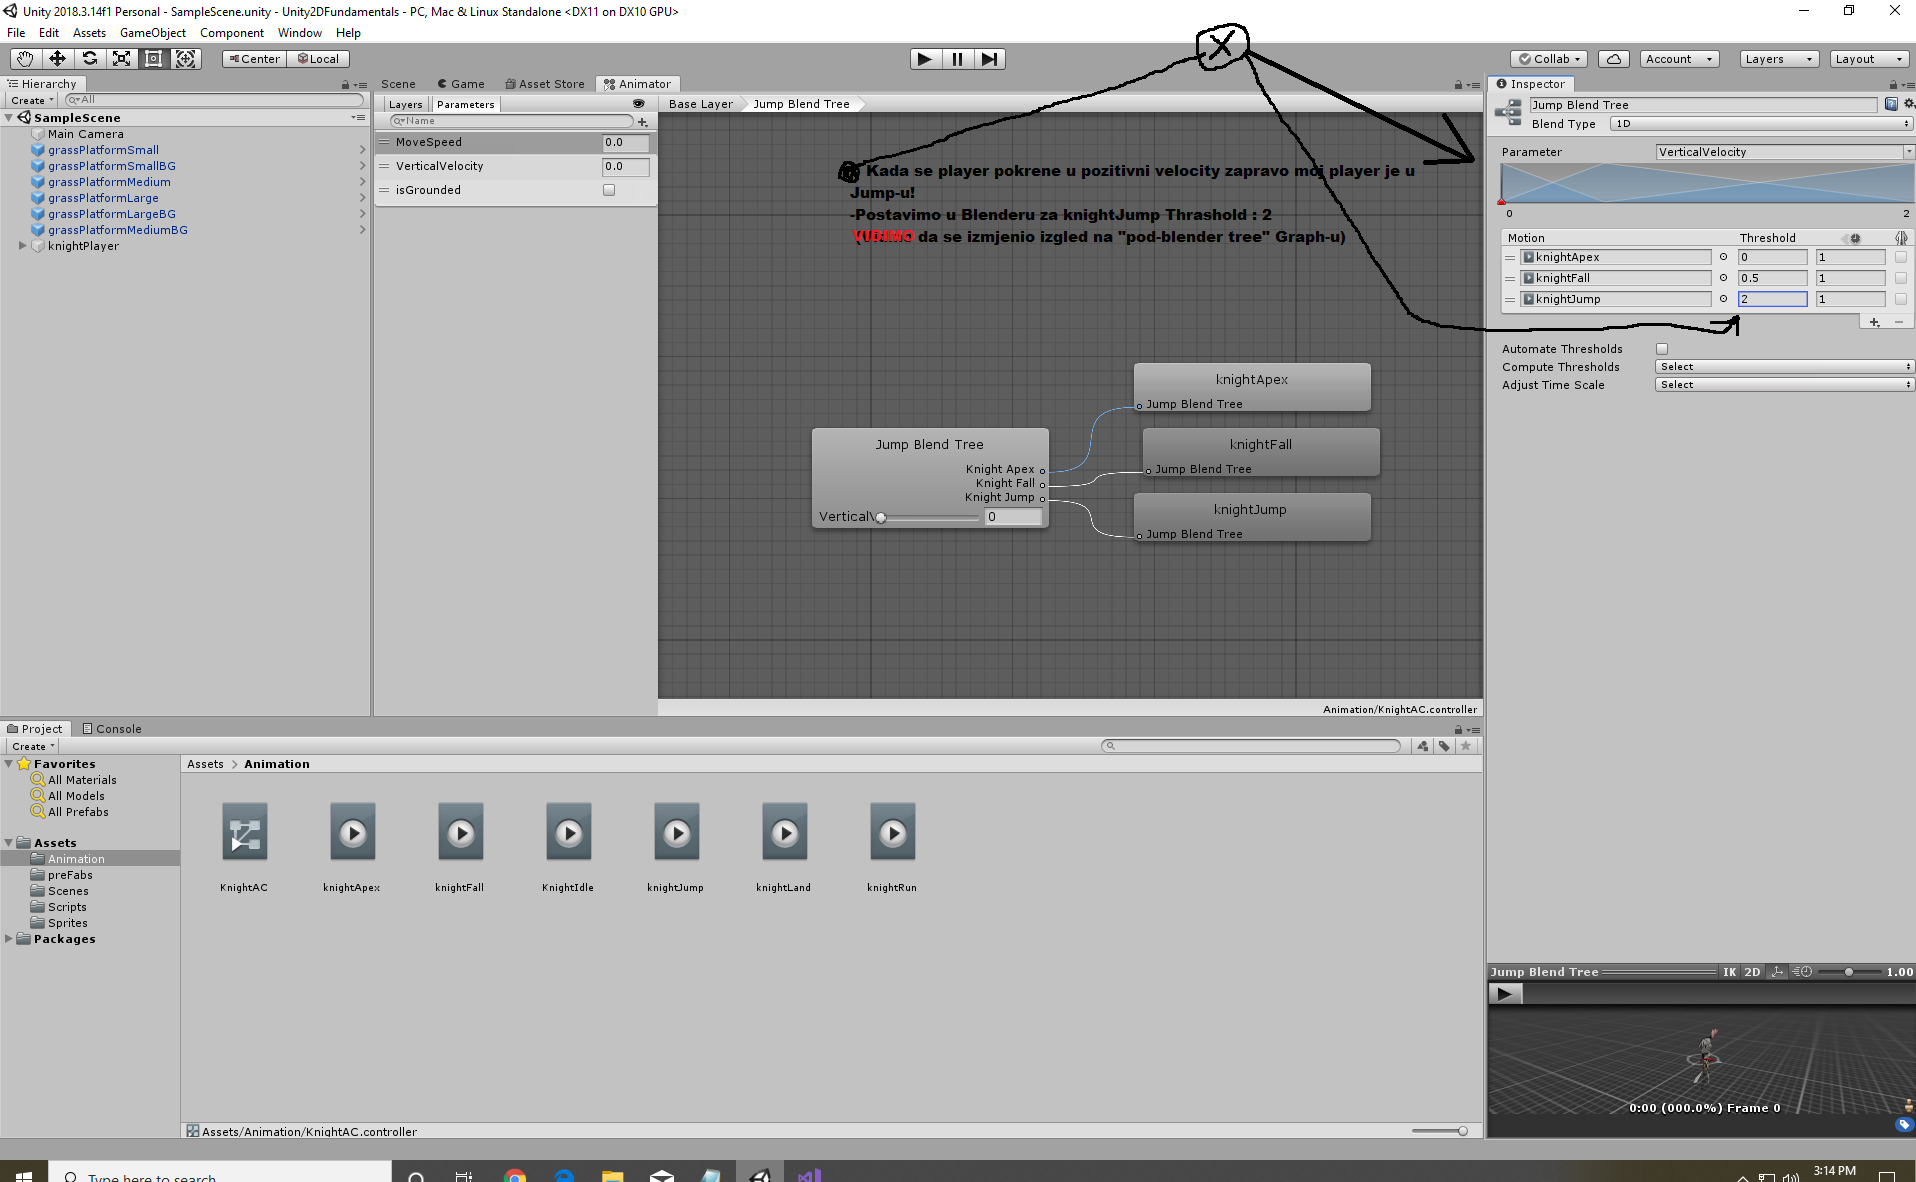 Unity 2018.3.14f1 Personal - SampleScene.unity - Unity2DFundamentals - PC, Mac & Linux Standalone <DX11 on DX10 GPU>
File Edit Assets GameObject Component Window Help
Center Local
Collab Account Layers Layout
X
Hierarchy
Create All
SampleScene
Main Camera
grassPlatformSmall
grassPlatformSmallBG
grassPlatformMedium
grassPlatformLarge
grassPlatformLargeBG
grassPlatformMediumBG
knightPlayer
Scene Game Asset Store Animator
Layers Parameters
Name
MoveSpeed 0.0
VerticalVelocity 0.0
isGrounded
Base Layer Jump Blend Tree
Kada se player pokrene u pozitivni velocity zapravo moj player je u
Jump-u!
-Postavimo u Blenderu za knightJump Thrashold : 2
VIDIMO da se izmjenio izgled na "pod-blender tree" Graph-u)
Jump Blend Tree
Knight Apex
Knight Fall
Knight Jump
Vertical 0
knightApex
Jump Blend Tree
knightFall
Jump Blend Tree
knightJump
Jump Blend Tree
Animation/KnightAC.controller
Inspector
Jump Blend Tree
Blend Type 1D
Parameter VerticalVelocity
0 2
Motion Threshold
knightApex 0 1
knightFall 0.5 1
knightJump 2 1
Automate Thresholds
Compute Thresholds Select
Adjust Time Scale Select
Jump Blend Tree IK 2D 1.00
0:00 (000.0%) Frame 0
Project Console
Create
Favorites
All Materials
All Models
All Prefabs
Assets
Animation
preFabs
Scenes
Scripts
Sprites
Packages
Assets > Animation
KnightAC knightApex knightFall KnightIdle knightJump knightLand knightRun
Assets/Animation/KnightAC.controller
Type here to search
3:14 PM